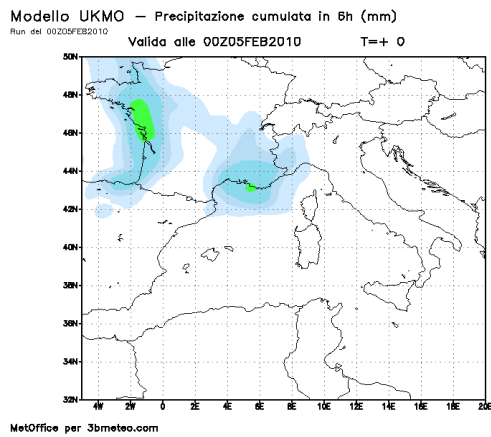 Modello UKMO - Precipitazione cumulata in 6h (mm)
Run del 00Z05FEB2010
Valida alle 00Z05FEB2010 T=+ 0
50N
48N
46N
44N
42N
40N
38N
36N
34N
32N
4W 2W 0 2E 4E 6E 8E 10E 12E 14E 16E 18E 20E
MetOffice per 3bmeteo.com